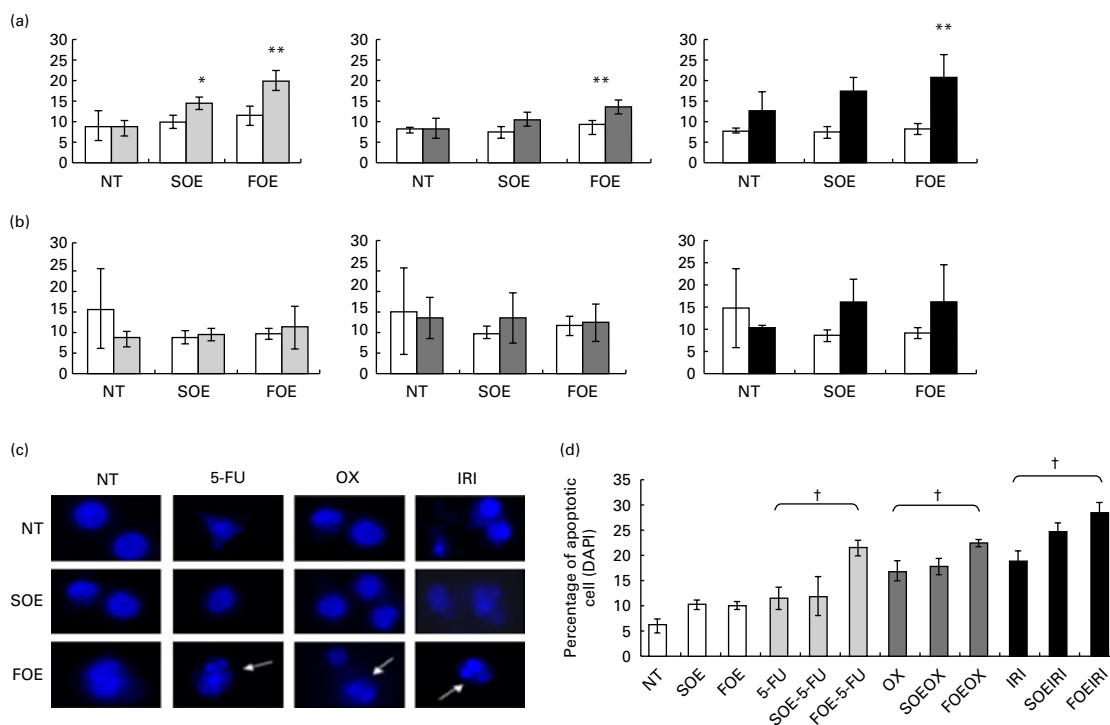 (a)
30 25 20 15 10 5 0
* **
NT SOE FOE
30 25 20 15 10 5 0
**
NT SOE FOE
30 25 20 15 10 5 0
**
NT SOE FOE
(b)
30 25 20 15 10 5 0
NT SOE FOE
30 25 20 15 10 5 0
NT SOE FOE
30 25 20 15 10 5 0
NT SOE FOE
(c)
NT 5-FU OX IRI
NT
SOE
FOE
(d)
Percentage of apoptotic
cell (DAPI)
35
30
25
20
15
10
5
0
† † †
NT SOE FOE 5-FU SOE-5-FU FOE-5-FU OX SOEOX FOEOX IRI SOEIRI FOEIRI